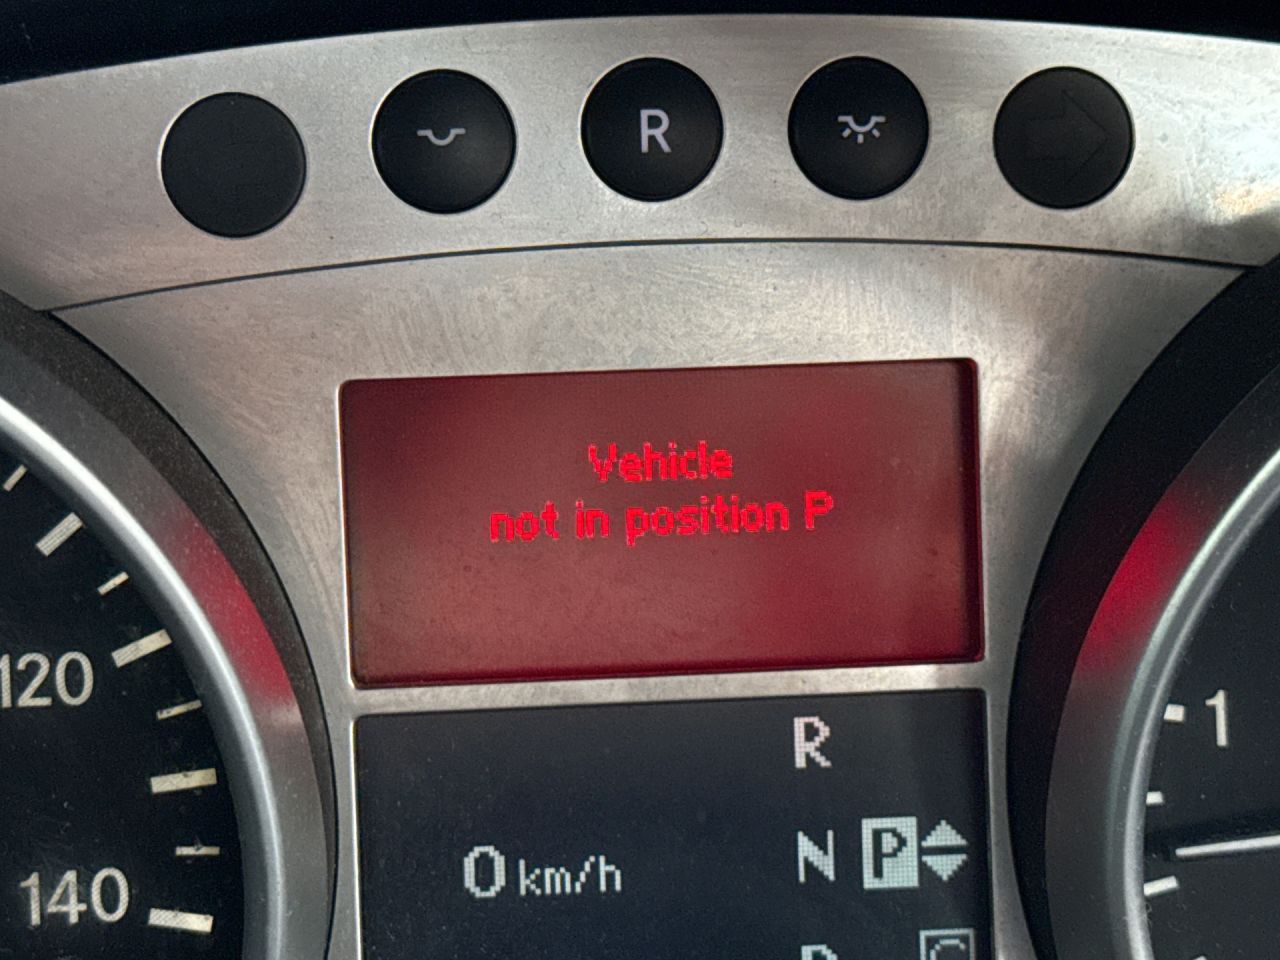 R
Vehicle
not in position P
120
140
R
N P
0 km/h
1